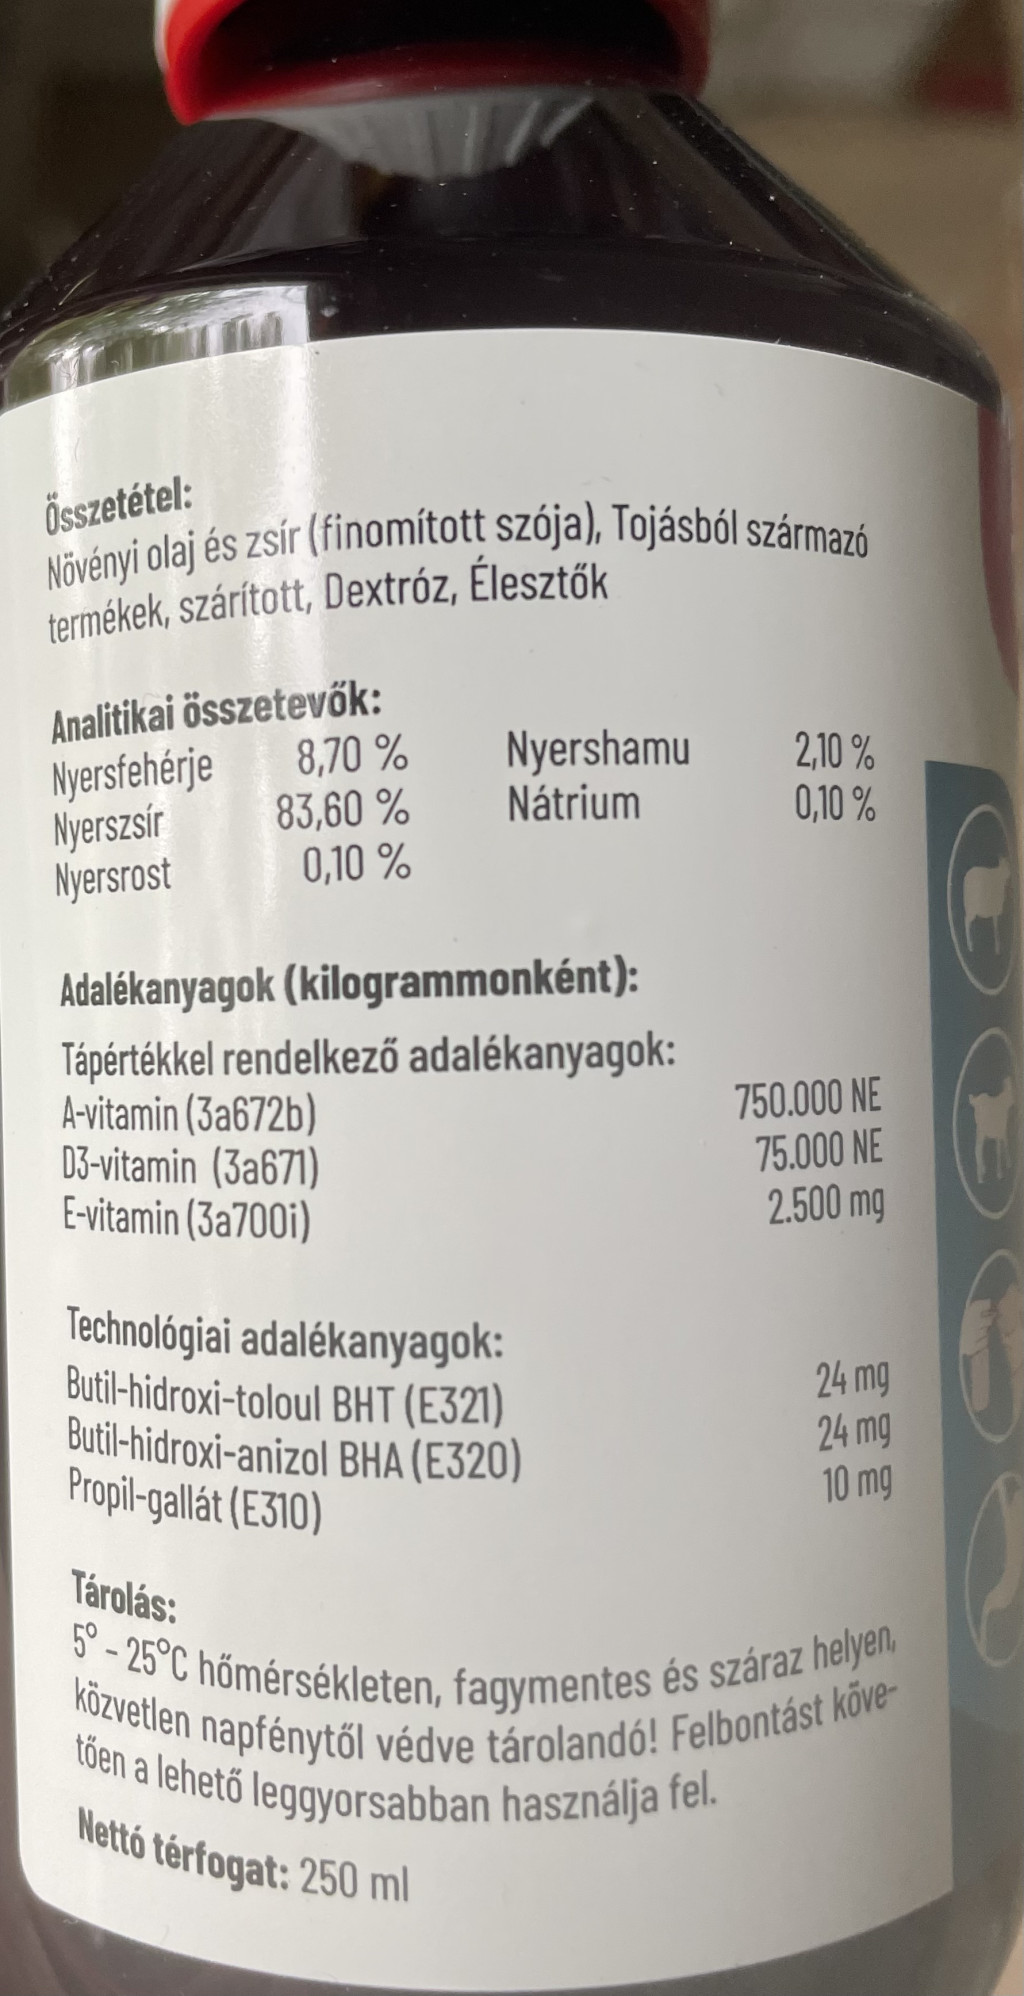 Összetétel:
Növényi olaj és zsír (finomított szója), Tojásból származó
termékek, szárított, Dextróz, Élesztők
Analitikai összetevők:
Nyersfehérje 8,70 % Nyershamu 2,10 %
Nyerszsír 83,60 % Nátrium 0,10 %
Nyersrost 0,10 %
Adalékanyagok (kilogrammonként):
Tápértékkel rendelkező adalékanyagok:
A-vitamin (3a672b) 750.000 NE
D3-vitamin (3a671) 75.000 NE
E-vitamin (3a700i) 2.500 mg
Technológiai adalékanyagok:
Butil-hidroxi-toloul BHT (E321) 24 mg
Butil-hidroxi-anizol BHA (E320) 24 mg
Propil-gallát (E310) 10 mg
Tárolás:
5° - 25°C hőmérsékleten, fagymentes és száraz helyen,
közvetlen napfénytől védve tárolandó! Felbontást köve-
tően a lehető leggyorsabban használja fel.
Nettó térfogat: 250 ml